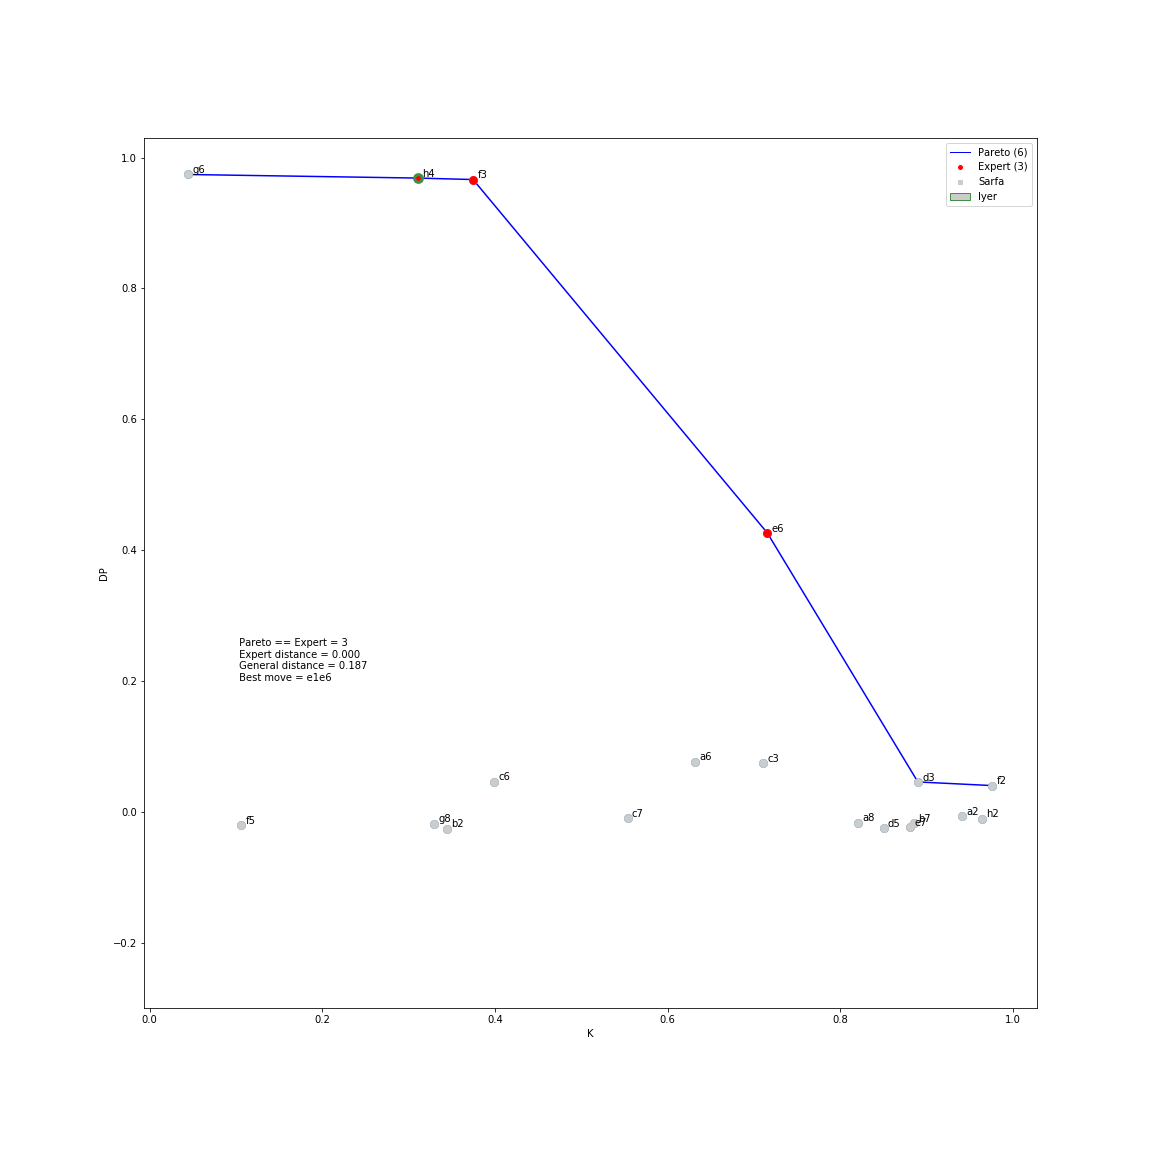 Pareto (6)
Expert (3)
Sarfa
Iyer
1.0
0.8
0.6
0.4
0.2
0.0
−0.2
DP
g6
h4
f3
e6
Pareto == Expert = 3
Expert distance = 0.000
General distance = 0.187
Best move = e1e6
a6
c3
c6
d3
f2
f5
g8
b2
c7
a8
d5
e7
a2
h2
0.0
0.2
0.4
0.6
0.8
1.0
K